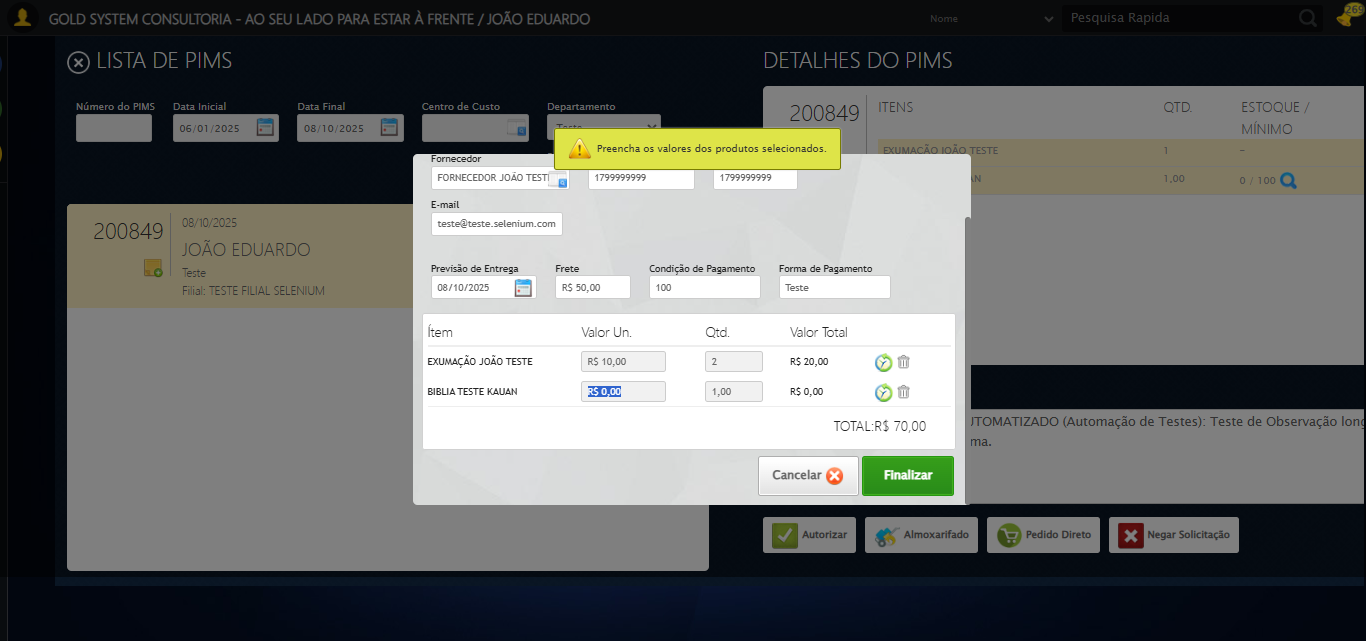 GOLD SYSTEM CONSULTORIA - AO SEU LADO PARA ESTAR À FRENTE / JOÃO EDUARDO
Nome
Pesquisa Rapida
269
LISTA DE PIMS
DETALHES DO PIMS
Número do PIMS
Data Inicial
Data Final
Centro de Custo
Departamento
06/01/2025
08/10/2025
Teste
200849
ITENS
QTD.
ESTOQUE /
MÍNIMO
EXUMAÇÃO JOÃO TESTE
1
-
AN
1,00
0 / 100
Preencha os valores dos produtos selecionados.
Fornecedor
FORNECEDOR JOÃO TEST
1799999999
1799999999
E-mail
teste@teste.selenium.com
200849
08/10/2025
JOÃO EDUARDO
Teste
Filial: TESTE FILIAL SELENIUM
Previsão de Entrega
Frete
Condição de Pagamento
Forma de Pagamento
08/10/2025
R$ 50,00
100
Teste
Ítem
Valor Un.
Qtd.
Valor Total
EXUMAÇÃO JOÃO TESTE
R$ 10,00
2
R$ 20,00
BIBLIA TESTE KAUAN
R$ 0,00
1,00
R$ 0,00
TOTAL:R$ 70,00
Cancelar
Finalizar
UTOMATIZADO (Automação de Testes): Teste de Observação long
ma.
Autorizar
Almoxarifado
Pedido Direto
Negar Solicitação